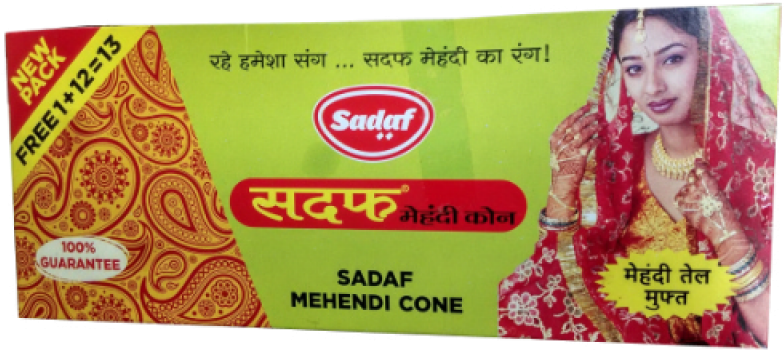 NEW
PACK
FREE 1+12=13
रहे हमेशा संग ... सदफ मेहंदी का रंग!
Sadaf
सदफ® मेहंदी कोन
100%
GUARANTEE
SADAF
MEHENDI CONE
मेहंदी तेल
मुफ्त